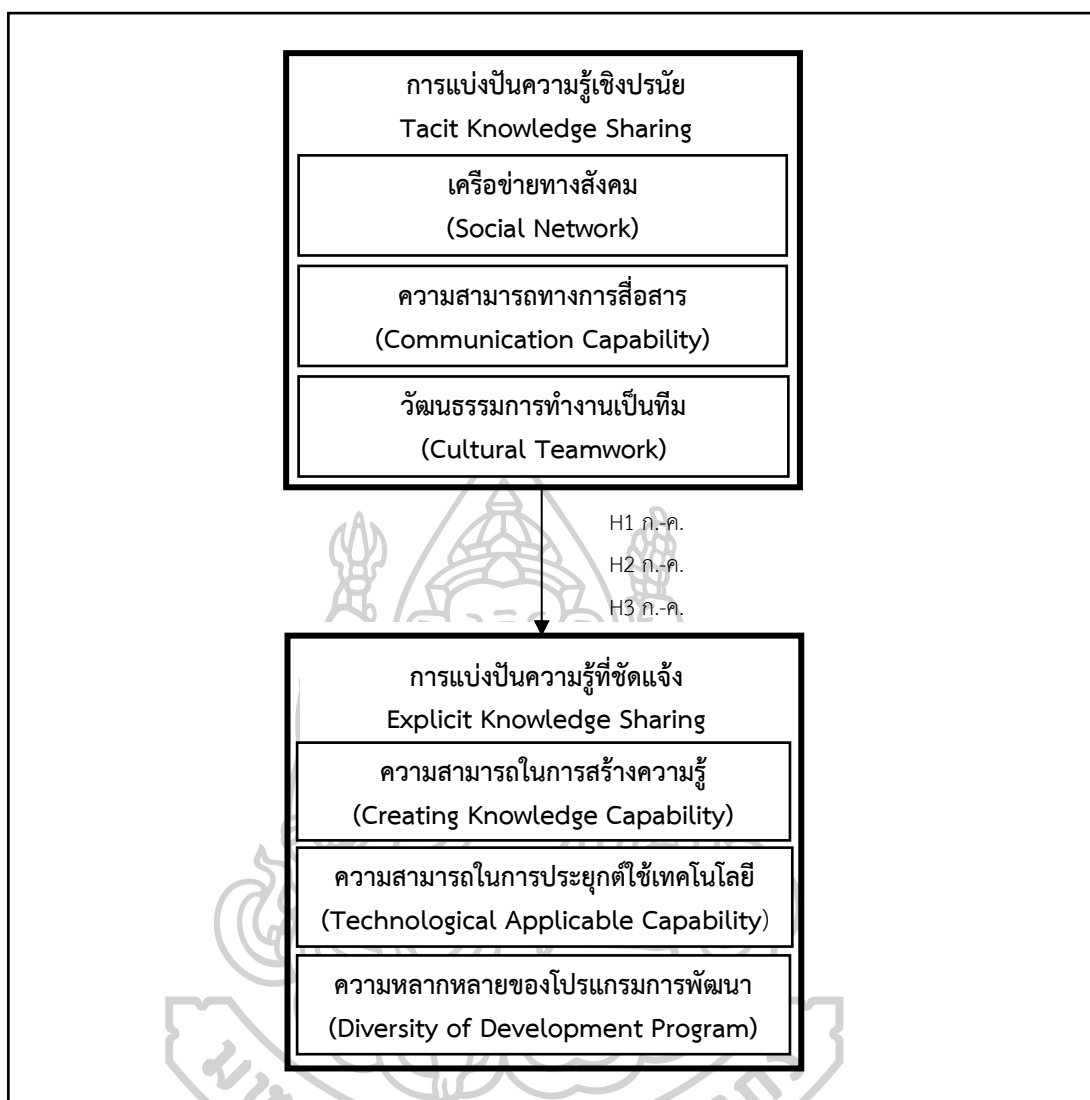 การแบ่งปันความรู้เชิงปรนัย
Tacit Knowledge Sharing
เครือข่ายทางสังคม
(Social Network)
ความสามารถทางการสื่อสาร
(Communication Capability)
วัฒนธรรมการทำงานเป็นทีม
(Cultural Teamwork)
H1 ก.-ค.
H2 ก.-ค.
H3 ก.-ค.
การแบ่งปันความรู้ที่ชัดแจ้ง
Explicit Knowledge Sharing
ความสามารถในการสร้างความรู้
(Creating Knowledge Capability)
ความสามารถในการประยุกต์ใช้เทคโนโลยี
(Technological Applicable Capability)
ความหลากหลายของโปรแกรมการพัฒนา
(Diversity of Development Program)